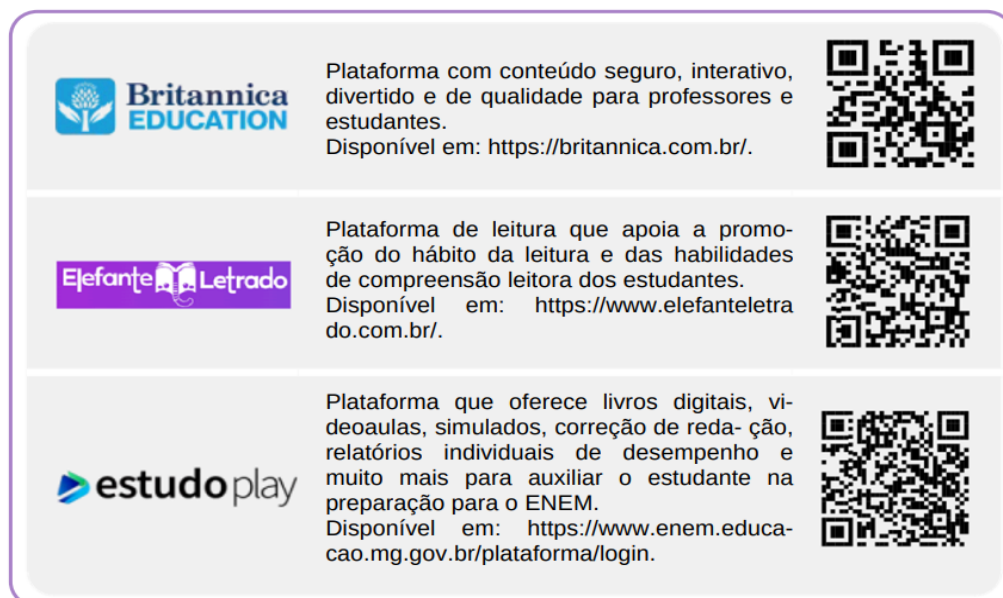 Britannica
EDUCATION
Plataforma com conteúdo seguro, interativo,
divertido e de qualidade para professores e
estudantes.
Disponível em: https://britannica.com.br/.
Elefante Letrado
Plataforma de leitura que apoia a promo-
ção do hábito da leitura e das habilidades
de compreensão leitora dos estudantes.
Disponível em: https://www.elefanteletra
do.com.br/.
estudo play
Plataforma que oferece livros digitais, vi-
deoaulas, simulados, correção de reda- ção,
relatórios individuais de desempenho e
muito mais para auxiliar o estudante na
preparação para o ENEM.
Disponível em: https://www.enem.educa-
cao.mg.gov.br/plataforma/login.